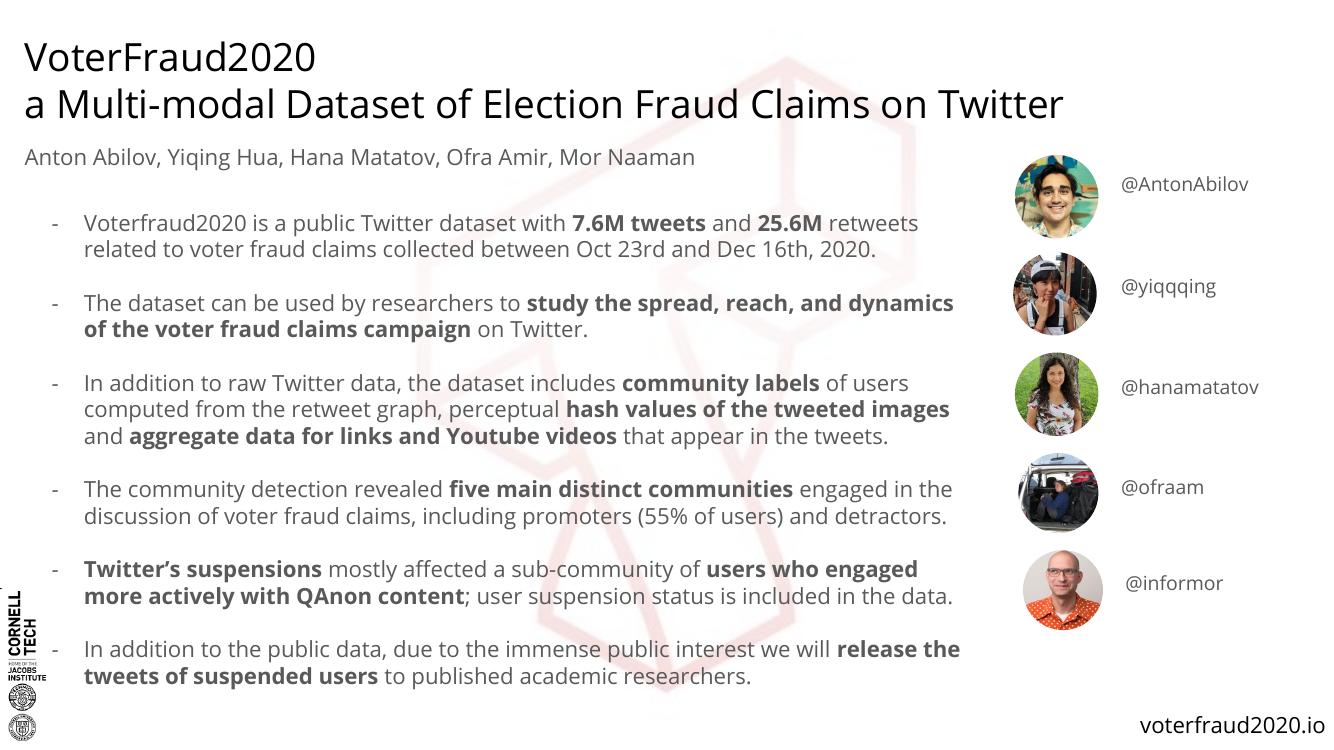 VoterFraud2020
a Multi-modal Dataset of Election Fraud Claims on Twitter
Anton Abilov, Yiqing Hua, Hana Matatov, Ofra Amir, Mor Naaman
- Voterfraud2020 is a public Twitter dataset with 7.6M tweets and 25.6M retweets
related to voter fraud claims collected between Oct 23rd and Dec 16th, 2020.
- The dataset can be used by researchers to study the spread, reach, and dynamics
of the voter fraud claims campaign on Twitter.
- In addition to raw Twitter data, the dataset includes community labels of users
computed from the retweet graph, perceptual hash values of the tweeted images
and aggregate data for links and Youtube videos that appear in the tweets.
- The community detection revealed five main distinct communities engaged in the
discussion of voter fraud claims, including promoters (55% of users) and detractors.
- Twitter’s suspensions mostly affected a sub-community of users who engaged
more actively with QAnon content; user suspension status is included in the data.
- In addition to the public data, due to the immense public interest we will release the
tweets of suspended users to published academic researchers.
@AntonAbilov
@yiqqqing
@hanamatatov
@ofraam
@informor
CORNELL
TECH
HOME OF THE
JACOBS
INSTITUTE
voterfraud2020.io